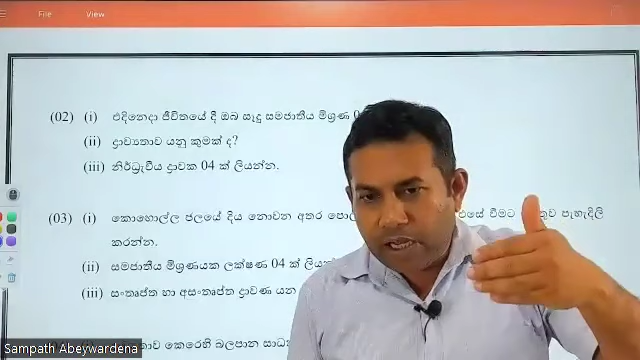 File View
(02) (i) එදිනෙදා ජීවිතයේ දී ඔබ සෑදූ සමජාතීය මිශ්‍රණ 0
(ii) ද්‍රාව්‍යතාව යනු කුමක් ද?
(iii) නිර්ධ්‍රැවීය ද්‍රාවක 04 ක් ලියන්න.
(03) (i) කොහොල්ල ජලයේ දිය නොවන අතර පොල් එසේ වීමට පැහැදිලි
කරන්න.
(ii) සමජාතීය මිශ්‍රණයක ලක්ෂණ 04 ක්
(iii) සංතෘප්ත හා අසංතෘප්ත ද්‍රාවණ යන
කෙරෙහි බලපාන
Sampath Abeywardena